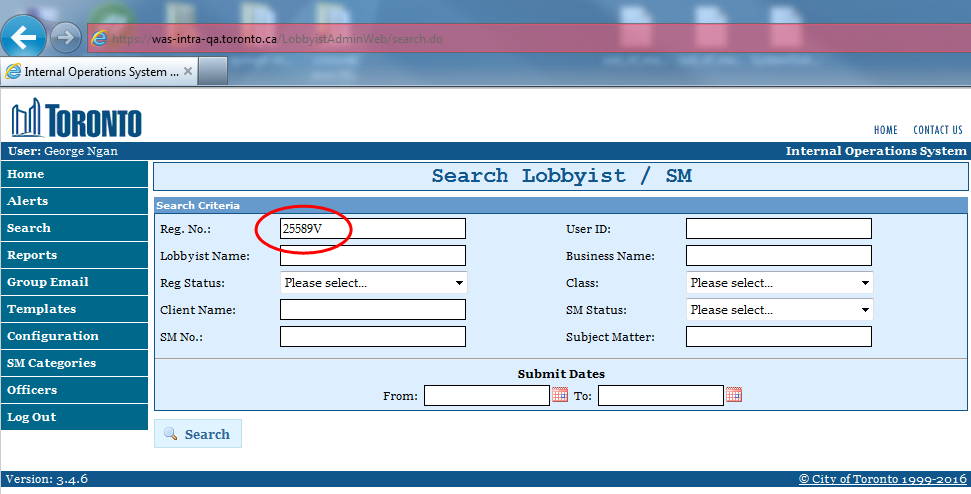 https://was-intra-qa.toronto.ca/LobbyistAdminWeb/search.do
Internal Operations System ...
TORONTO
HOME CONTACT US
User: George Ngan Internal Operations System
Home
Alerts
Search
Reports
Group Email
Templates
Configuration
SM Categories
Officers
Log Out
Search Lobbyist / SM
Search Criteria
Reg. No.: 25589V User ID:
Lobbyist Name: Business Name:
Reg Status: Please select... Class: Please select...
Client Name: SM Status: Please select...
SM No.: Subject Matter:
Submit Dates
From: To:
Search
Version: 3.4.6 © City of Toronto 1999-2016